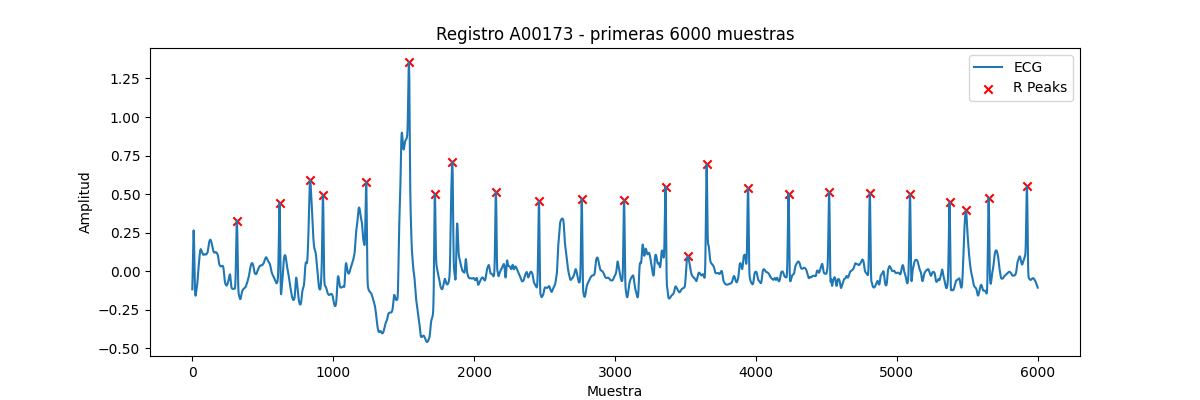 Registro A00173 - primeras 6000 muestras
ECG
R Peaks
Amplitud
1.25
1.00
0.75
0.50
0.25
0.00
−0.25
−0.50
0 1000 2000 3000 4000 5000 6000
Muestra